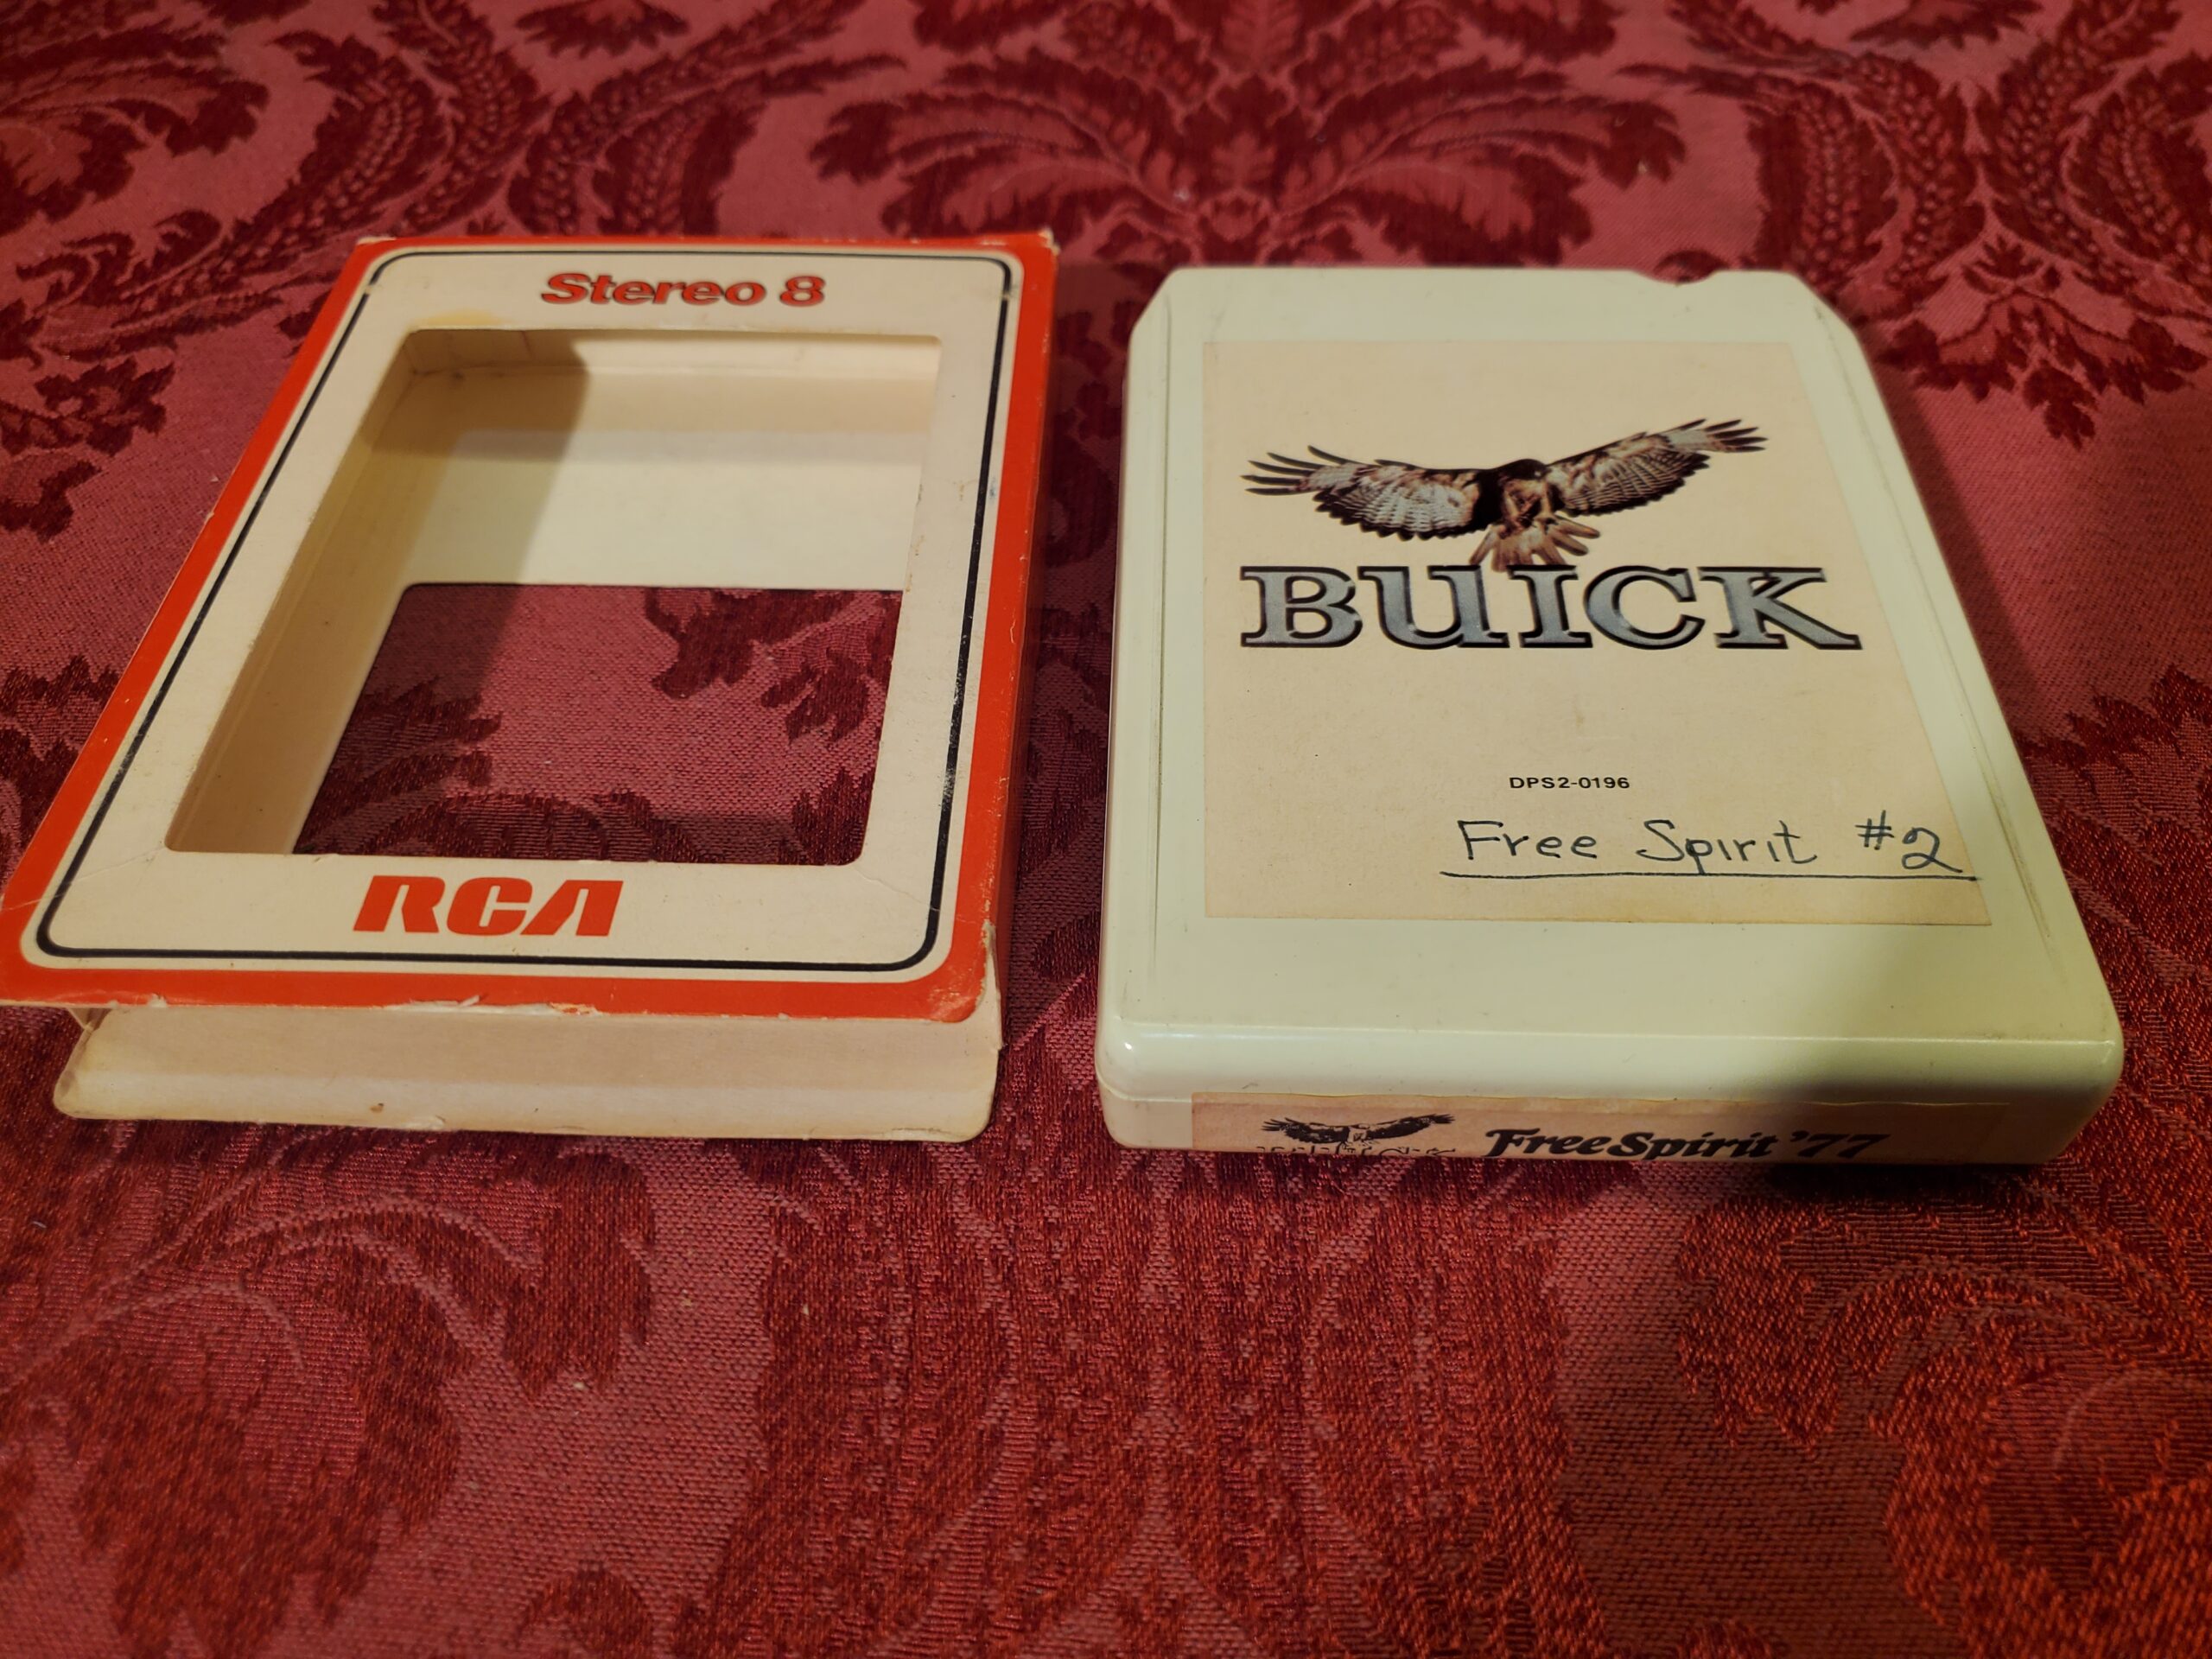 Stereo 8
RCA
BUICK
DPS2-0196
Free Spirit #2
Free Spirit '77